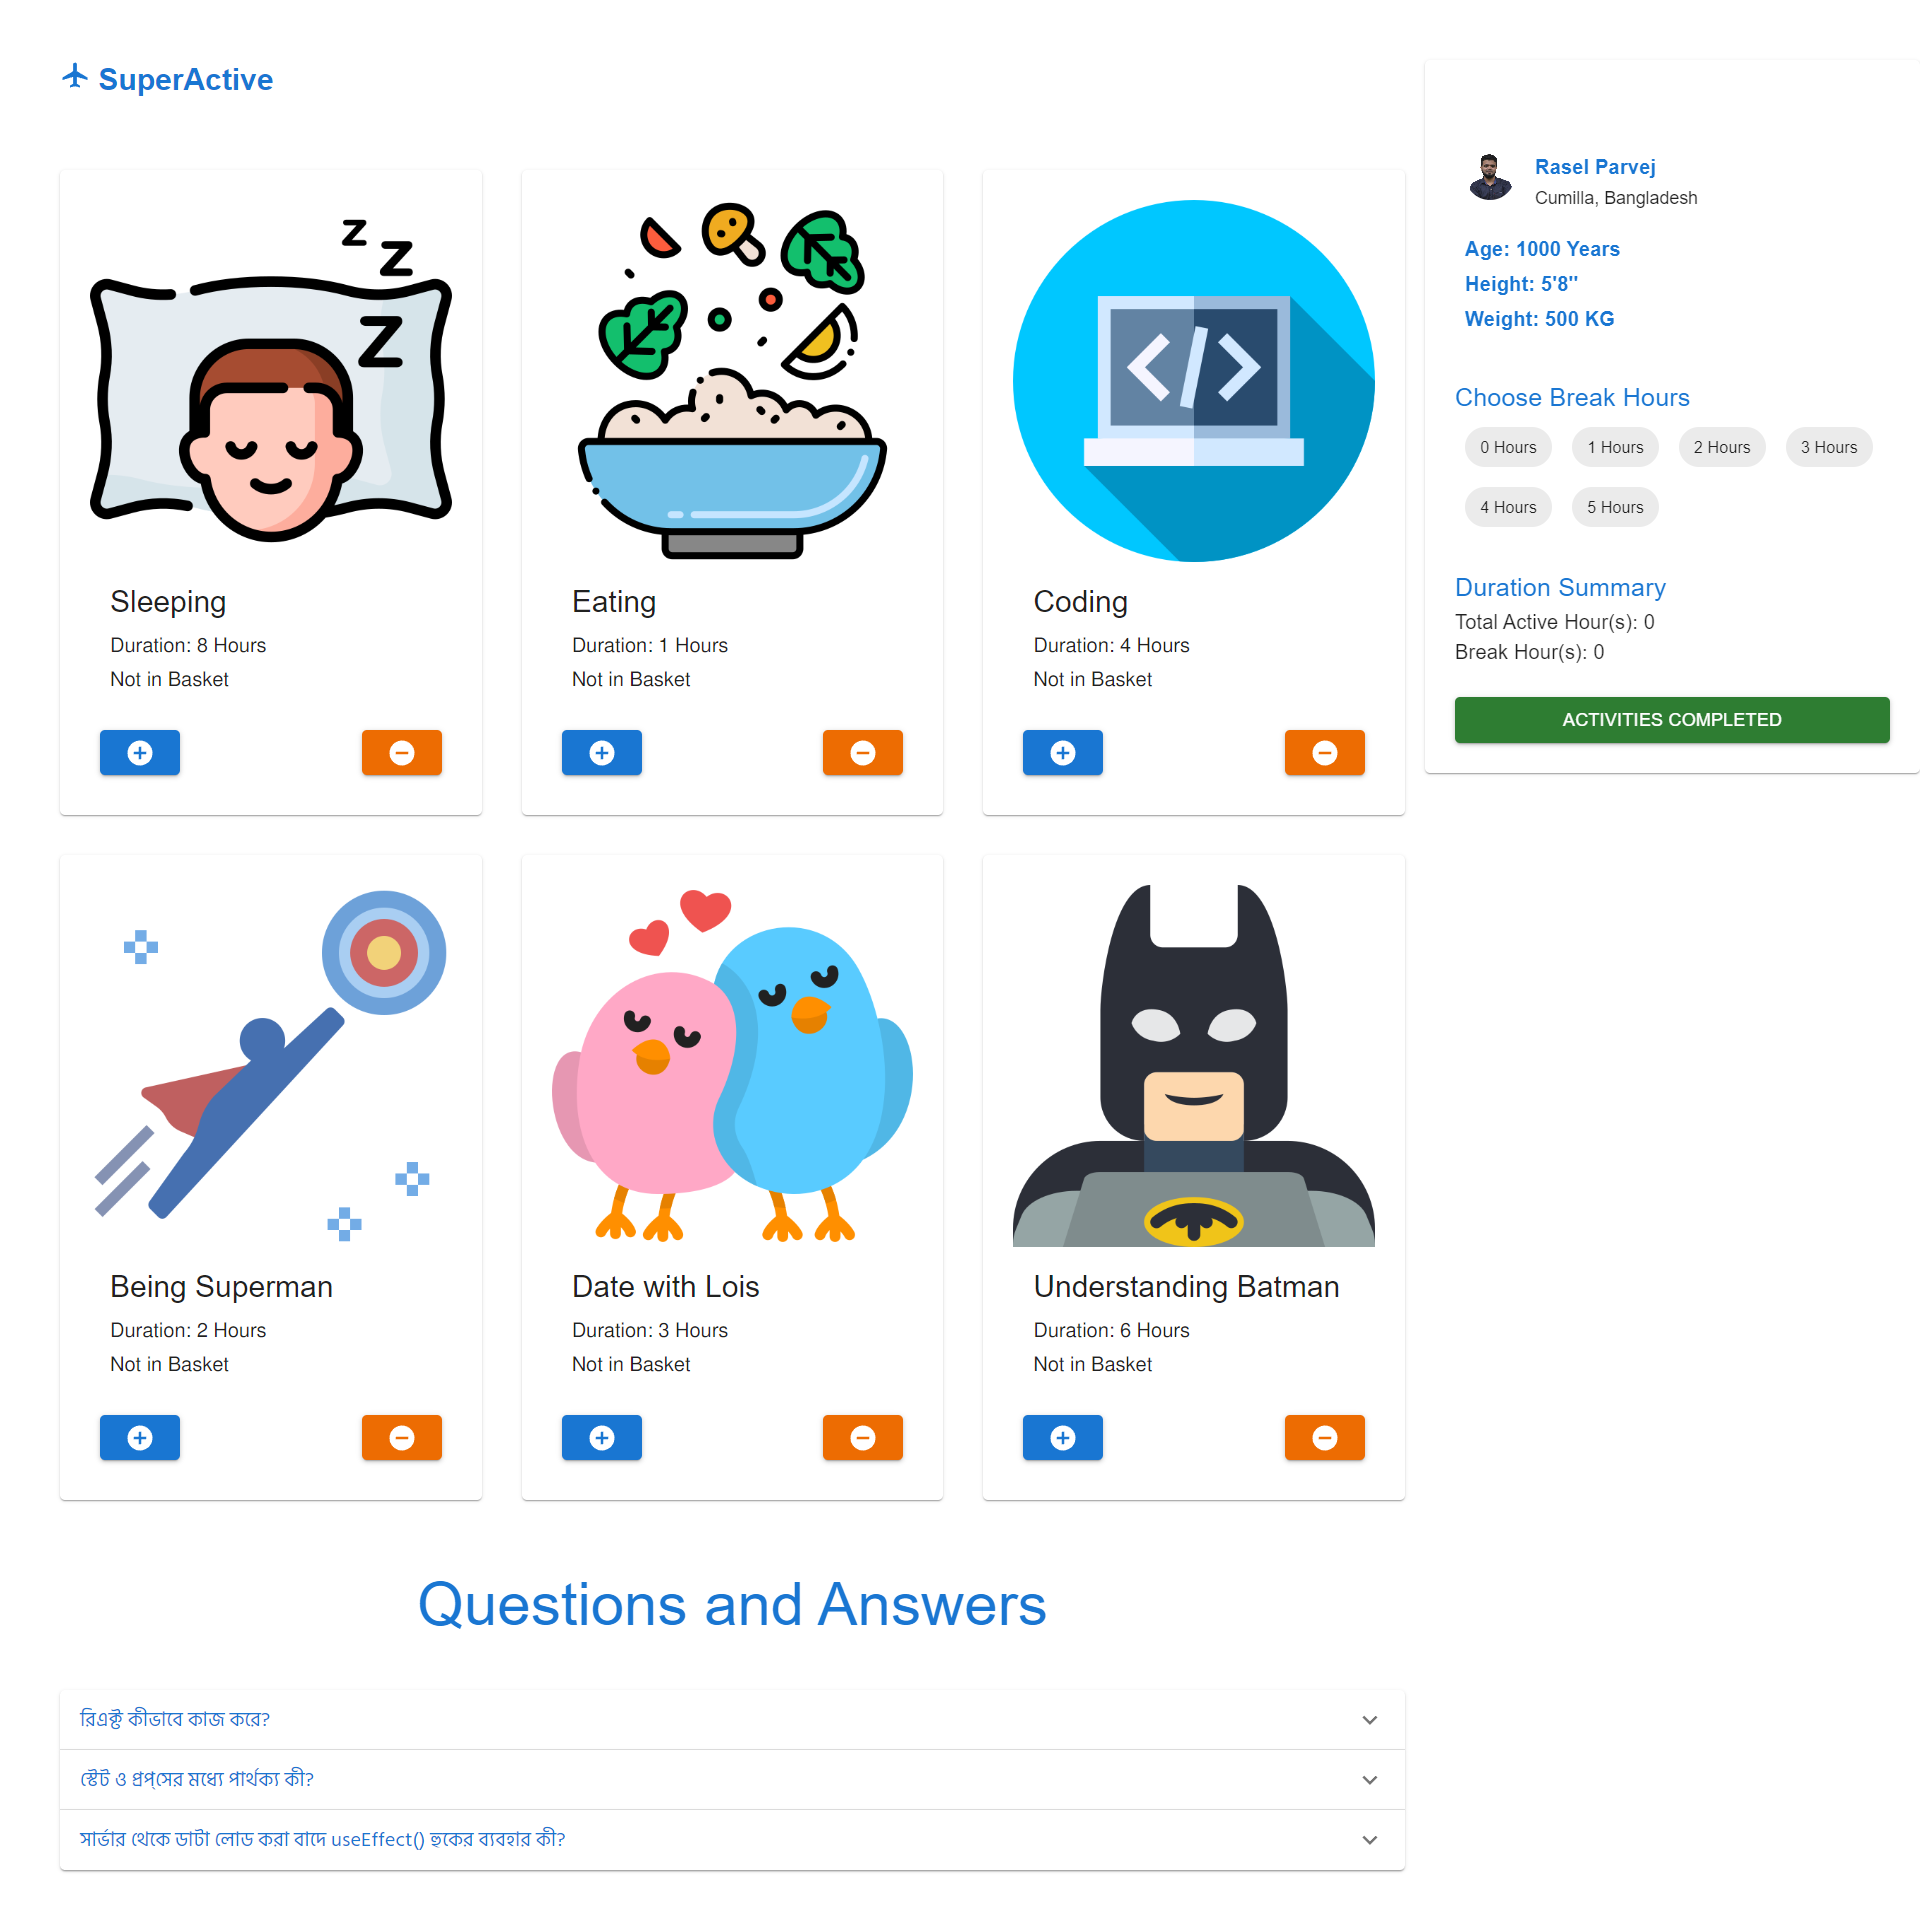 SuperActive
Sleeping
Duration: 8 Hours
Not in Basket
Eating
Duration: 1 Hours
Not in Basket
Coding
Duration: 4 Hours
Not in Basket
Being Superman
Duration: 2 Hours
Not in Basket
Date with Lois
Duration: 3 Hours
Not in Basket
Understanding Batman
Duration: 6 Hours
Not in Basket
Rasel Parvej
Cumilla, Bangladesh
Age: 1000 Years
Height: 5'8"
Weight: 500 KG
Choose Break Hours
0 Hours 1 Hours 2 Hours 3 Hours
4 Hours 5 Hours
Duration Summary
Total Active Hour(s): 0
Break Hour(s): 0
ACTIVITIES COMPLETED
Questions and Answers
রিএক্ট কীভাবে কাজ করে?
স্টেট ও প্রপ্সের মধ্যে পার্থক্য কী?
সার্ভার থেকে ডাটা লোড করা বাদে useEffect() হুকের ব্যবহার কী?